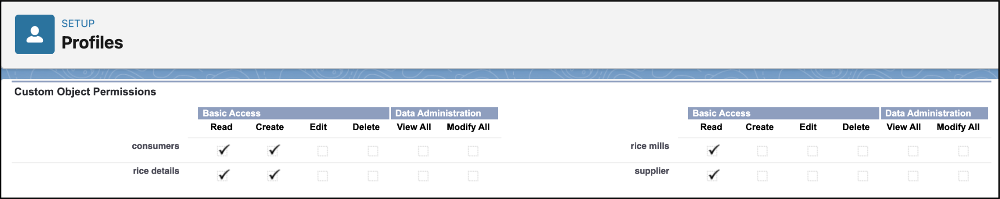 SETUP
Profiles
Custom Object Permissions
Basic Access Data Administration Basic Access Data Administration
Read Create Edit Delete View All Modify All Read Create Edit Delete View All Modify All
consumers rice mills
rice details supplier